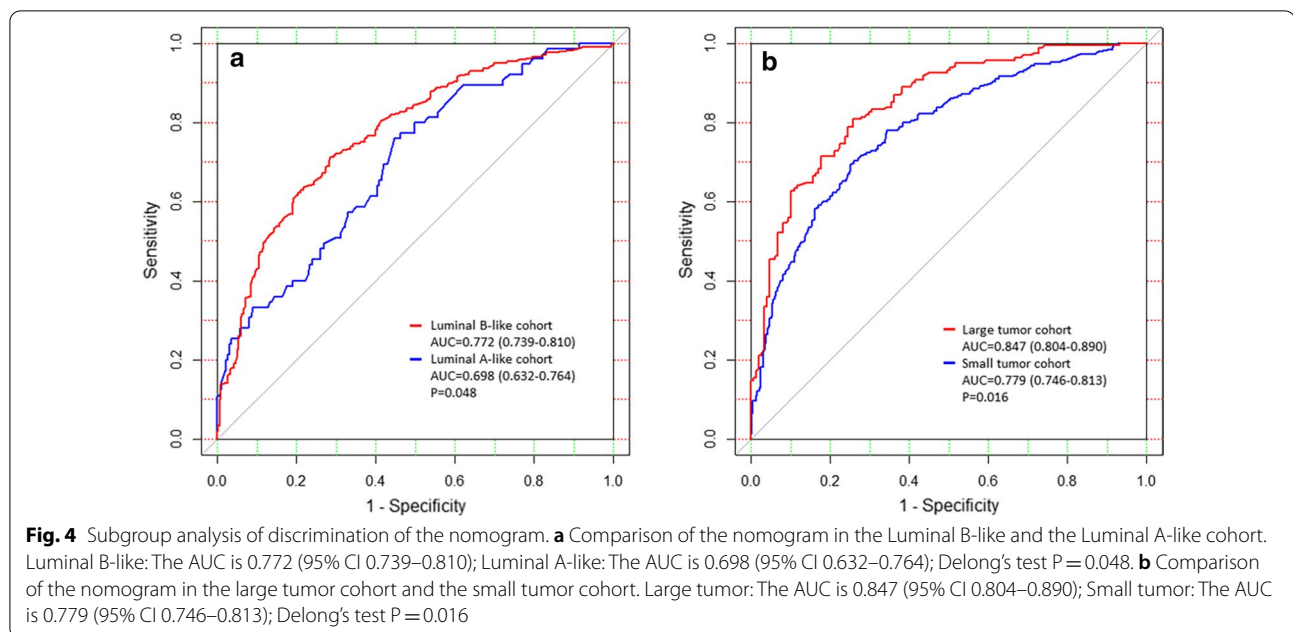 a
Sensitivity
1.0
0.8
0.6
0.4
0.2
0.0
Luminal B-like cohort
AUC=0.772 (0.739-0.810)
Luminal A-like cohort
AUC=0.698 (0.632-0.764)
P=0.048
0.0 0.2 0.4 0.6 0.8 1.0
1 - Specificity
b
Sensitivity
1.0
0.8
0.6
0.4
0.2
0.0
Large tumor cohort
AUC=0.847 (0.804-0.890)
Small tumor cohort
AUC=0.779 (0.746-0.813)
P=0.016
0.0 0.2 0.4 0.6 0.8 1.0
1 - Specificity
Fig. 4 Subgroup analysis of discrimination of the nomogram. a Comparison of the nomogram in the Luminal B-like and the Luminal A-like cohort.
Luminal B-like: The AUC is 0.772 (95% CI 0.739–0.810); Luminal A-like: The AUC is 0.698 (95% CI 0.632–0.764); Delong's test P = 0.048. b Comparison
of the nomogram in the large tumor cohort and the small tumor cohort. Large tumor: The AUC is 0.847 (95% CI 0.804–0.890); Small tumor: The AUC
is 0.779 (95% CI 0.746–0.813); Delong's test P = 0.016